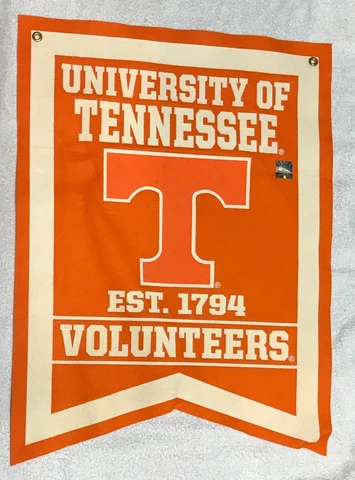 UNIVERSITY OF
TENNESSEE®
T®
EST. 1794
VOLUNTEERS®